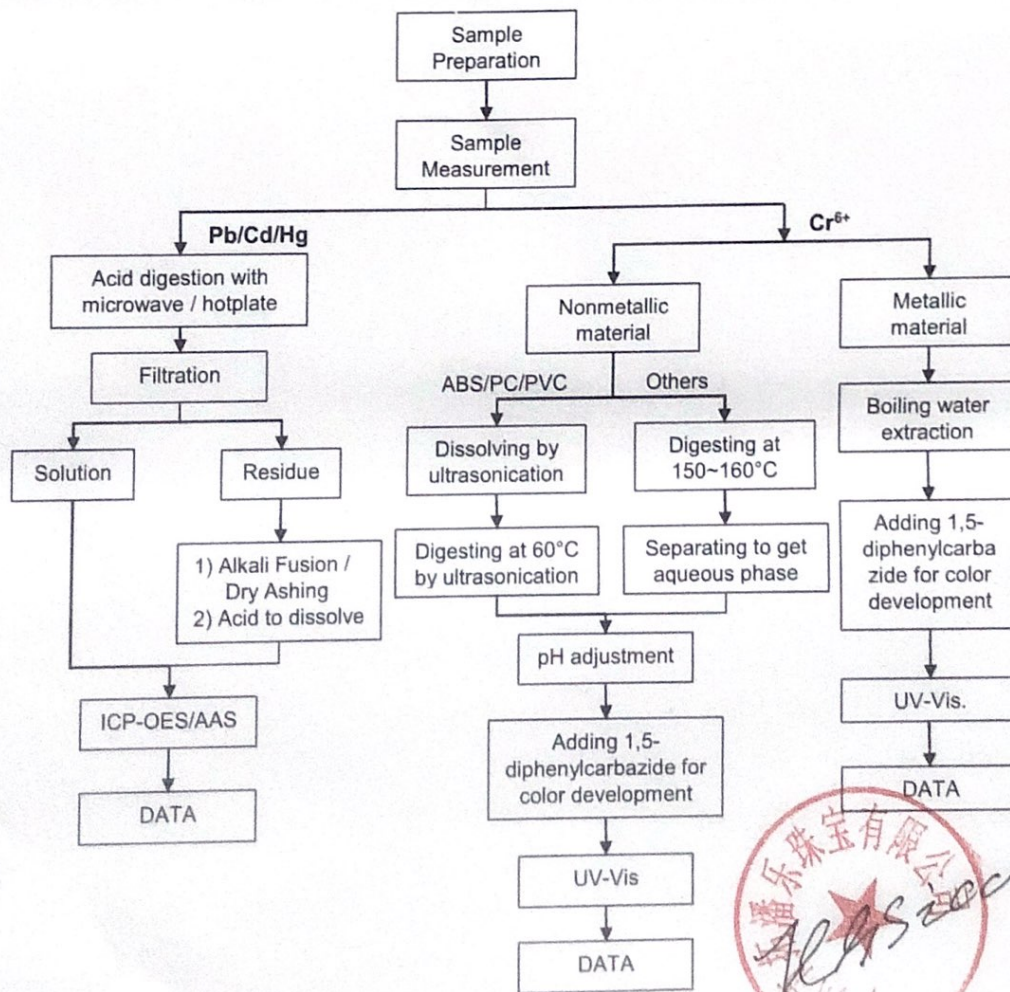 Sample
Preparation
Sample
Measurement
Pb/Cd/Hg
Cr⁶⁺
Acid digestion with
microwave / hotplate
Filtration
Solution
Residue
1) Alkali Fusion /
Dry Ashing
2) Acid to dissolve
ICP-OES/AAS
DATA
Nonmetallic
material
ABS/PC/PVC
Others
Dissolving by
ultrasonication
Digesting at 60°C
by ultrasonication
Digesting at
150~160°C
Separating to get
aqueous phase
pH adjustment
Adding 1,5-
diphenylcarbazide for
color development
UV-Vis
DATA
Metallic
material
Boiling water
extraction
Adding 1,5-
diphenylcarba
zide for color
development
UV-Vis.
DATA
潘乐珠宝有限公司